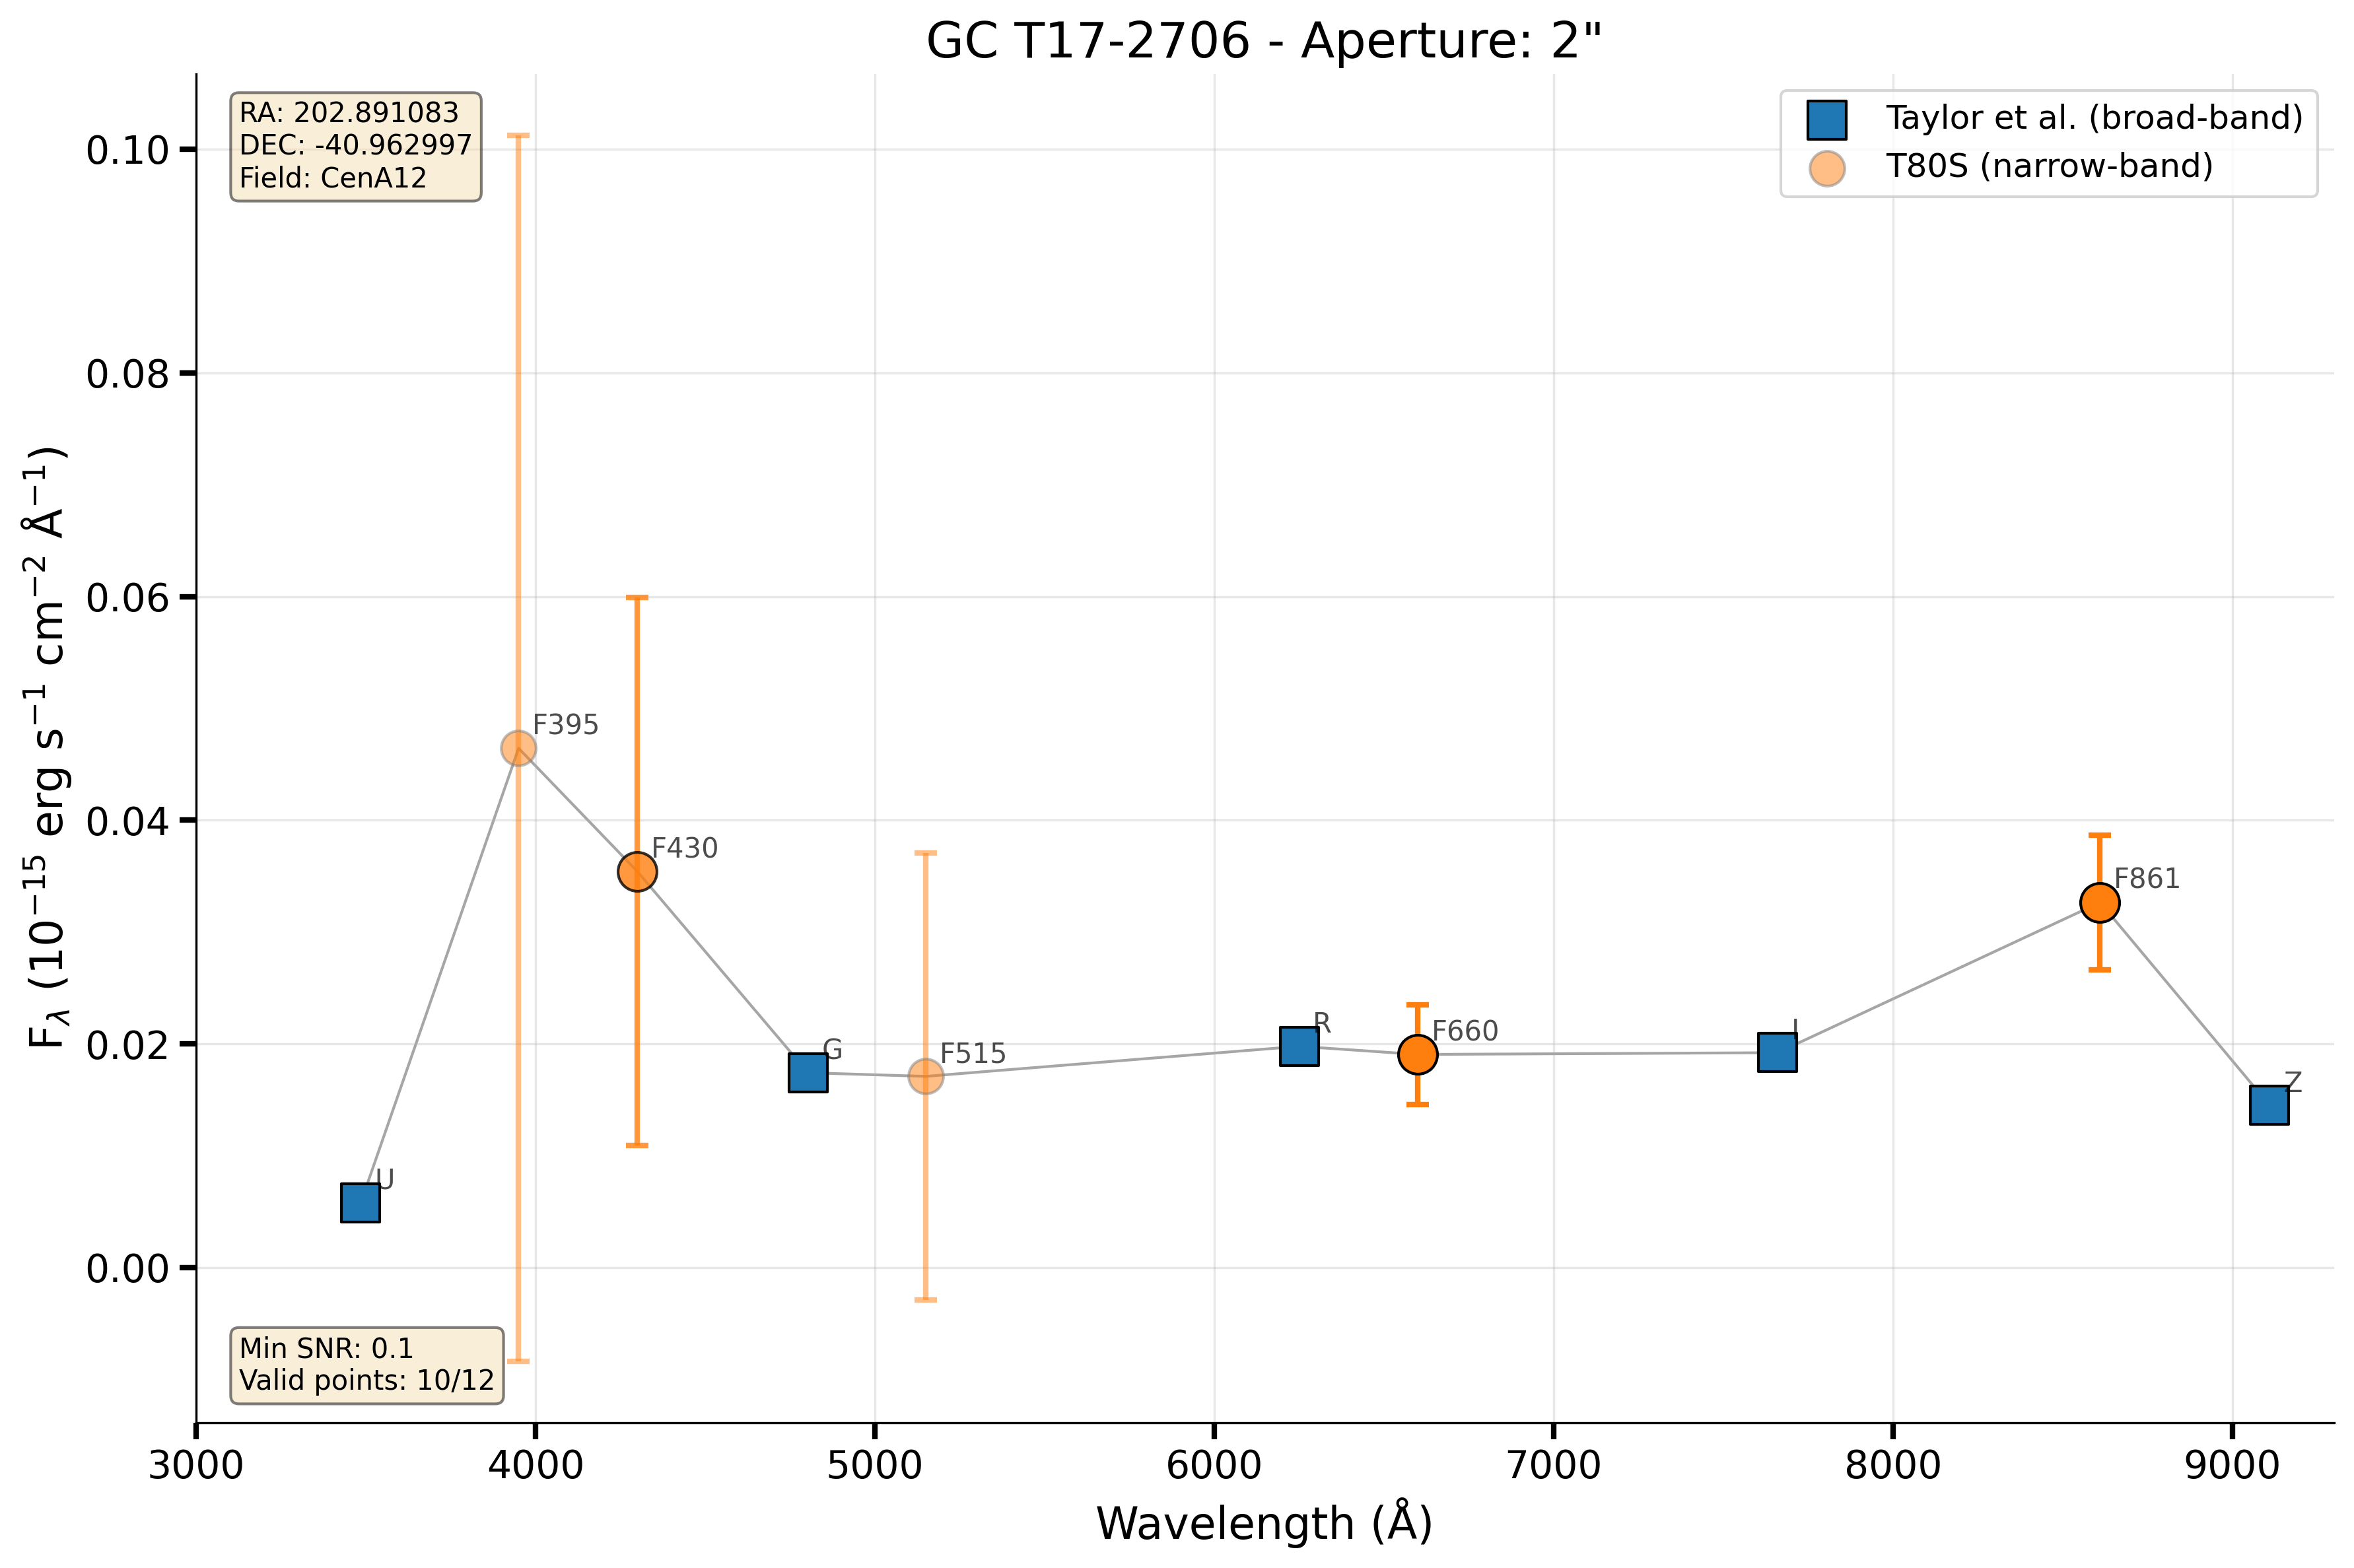 GC T17-2706 - Aperture: 2"
RA: 202.891083
DEC: -40.962997
Field: CenA12
Taylor et al. (broad-band)
T80S (narrow-band)
0.10
0.08
0.06
0.04
0.02
0.00
F_λ (10⁻¹⁵ erg s⁻¹ cm⁻² Å⁻¹)
F395
F430
F861
G
F515
R
F660
I
Z
U
Min SNR: 0.1
Valid points: 10/12
3000 4000 5000 6000 7000 8000 9000
Wavelength (Å)